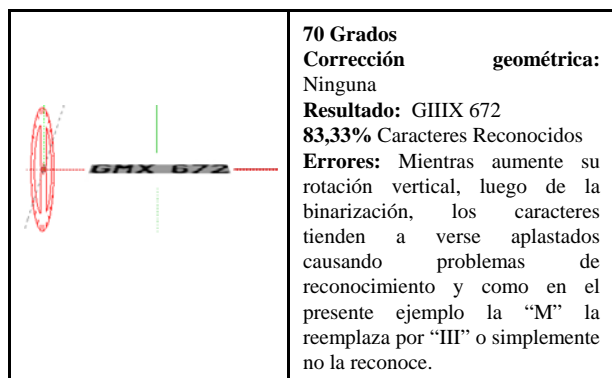 GMX 672
70 Grados
Corrección geométrica:
Ninguna
Resultado: GIIIX 672
83,33% Caracteres Reconocidos
Errores: Mientras aumente su
rotación vertical, luego de la
binarización, los caracteres
tienden a verse aplastados
causando problemas de
reconocimiento y como en el
presente ejemplo la “M” la
reemplaza por “III” o simplemente
no la reconoce.